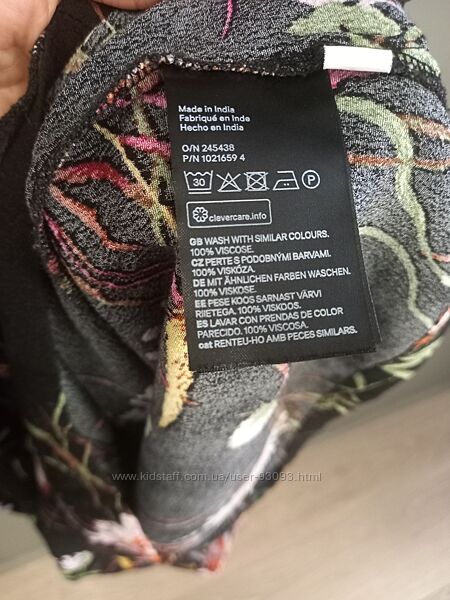 Made in India
Fabriqué en Inde
Hecho en India
O/N 245438
P/N 1021659 4
30 P
clevercare.info
GB WASH WITH SIMILAR COLOURS.
100% VISCOSE.
CZ PERTE S PODOBNÝMI BARVAMI.
100% VISKÓZA.
DE MIT ÄHNLICHEN FARBEN WASCHEN.
100% VISKOSE.
EE PESE KOOS SARNAST VÄRVI
RIIETEGA. 100% VISKOOS.
ES LAVAR CON PRENDAS DE COLOR
PARECIDO. 100% VISCOSA.
cat RENTEU-HO AMB PECES SIMILARS.
www.kidstaff.com.ua/user-93093.html